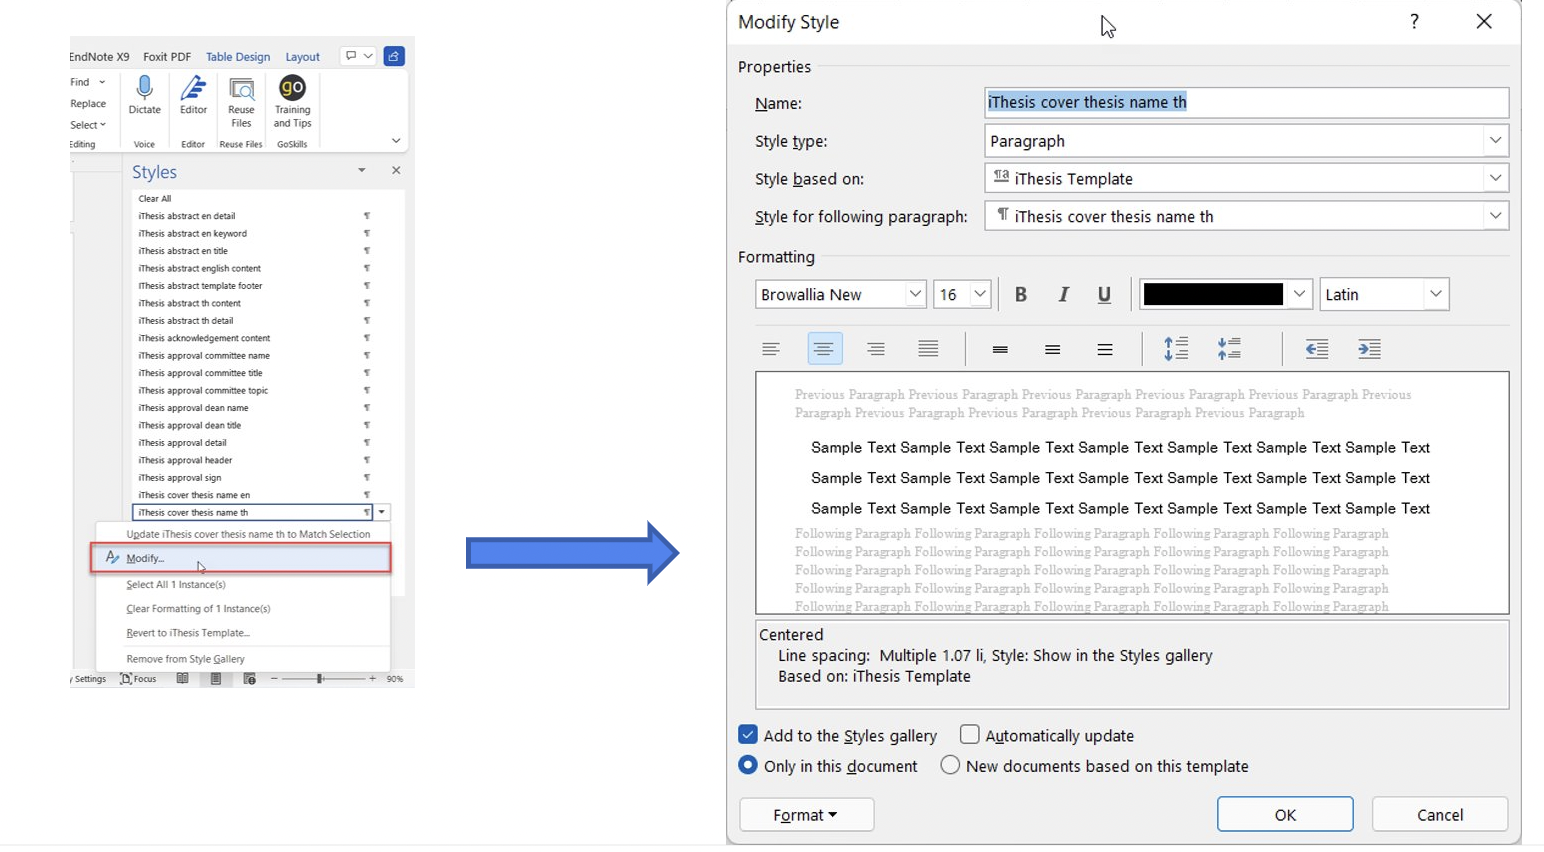 EndNote X9 Foxit PDF Table Design Layout
Find
Replace
Select
Editing
Dictate
Voice
Editor
Editor
Reuse
Files
Reuse Files
go
Training
and Tips
GoSkills
Styles
Clear All
iThesis abstract en detail ¶
iThesis abstract en keyword ¶
iThesis abstract en title ¶
iThesis abstract english content ¶
iThesis abstract template footer ¶
iThesis abstract th content ¶
iThesis abstract th detail ¶
iThesis acknowledgement content ¶
iThesis approval committee name ¶
iThesis approval committee title ¶
iThesis approval committee topic ¶
iThesis approval dean name ¶
iThesis approval dean title ¶
iThesis approval detail ¶
iThesis approval header ¶
iThesis approval sign ¶
iThesis cover thesis name en ¶
iThesis cover thesis name th ¶
Update iThesis cover thesis name th to Match Selection
Modify...
Select All 1 Instance(s)
Clear Formatting of 1 Instance(s)
Revert to iThesis Template...
Remove from Style Gallery
y Settings Focus − + 90%
Modify Style ?
Properties
Name: iThesis cover thesis name th
Style type: Paragraph
Style based on: ¶a iThesis Template
Style for following paragraph: ¶ iThesis cover thesis name th
Formatting
Browallia New 16 B I U Latin
Previous Paragraph Previous Paragraph Previous Paragraph Previous Paragraph Previous Paragraph Previous
Paragraph Previous Paragraph Previous Paragraph Previous Paragraph Previous Paragraph
Sample Text Sample Text Sample Text Sample Text Sample Text Sample Text Sample Text
Sample Text Sample Text Sample Text Sample Text Sample Text Sample Text Sample Text
Sample Text Sample Text Sample Text Sample Text Sample Text Sample Text Sample Text
Following Paragraph Following Paragraph Following Paragraph Following Paragraph Following Paragraph
Following Paragraph Following Paragraph Following Paragraph Following Paragraph Following Paragraph
Following Paragraph Following Paragraph Following Paragraph Following Paragraph Following Paragraph
Following Paragraph Following Paragraph Following Paragraph Following Paragraph Following Paragraph
Following Paragraph Following Paragraph Following Paragraph Following Paragraph Following Paragraph
Centered
Line spacing: Multiple 1.07 li, Style: Show in the Styles gallery
Based on: iThesis Template
Add to the Styles gallery Automatically update
Only in this document New documents based on this template
Format OK Cancel